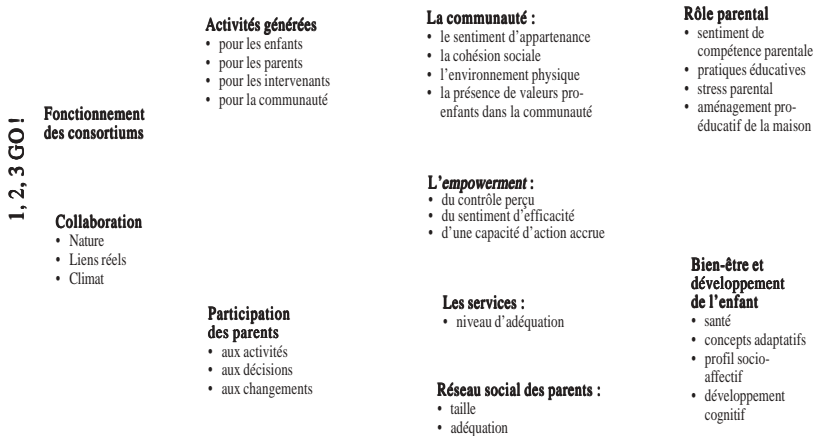 1, 2, 3 GO !
Fonctionnement
des consortiums
Collaboration
• Nature
• Liens réels
• Climat
Activités générées
• pour les enfants
• pour les parents
• pour les intervenants
• pour la communauté
Participation
des parents
• aux activités
• aux décisions
• aux changements
La communauté :
• le sentiment d'appartenance
• la cohésion sociale
• l'environnement physique
• la présence de valeurs pro-
enfants dans la communauté
L'empowerment :
• du contrôle perçu
• du sentiment d'efficacité
• d'une capacité d'action accrue
Les services :
• niveau d'adéquation
Réseau social des parents :
• taille
• adéquation
Rôle parental
• sentiment de
compétence parentale
• pratiques éducatives
• stress parental
• aménagement pro-
éducatif de la maison
Bien-être et
développement
de l'enfant
• santé
• concepts adaptatifs
• profil socio-
affectif
• développement
cognitif